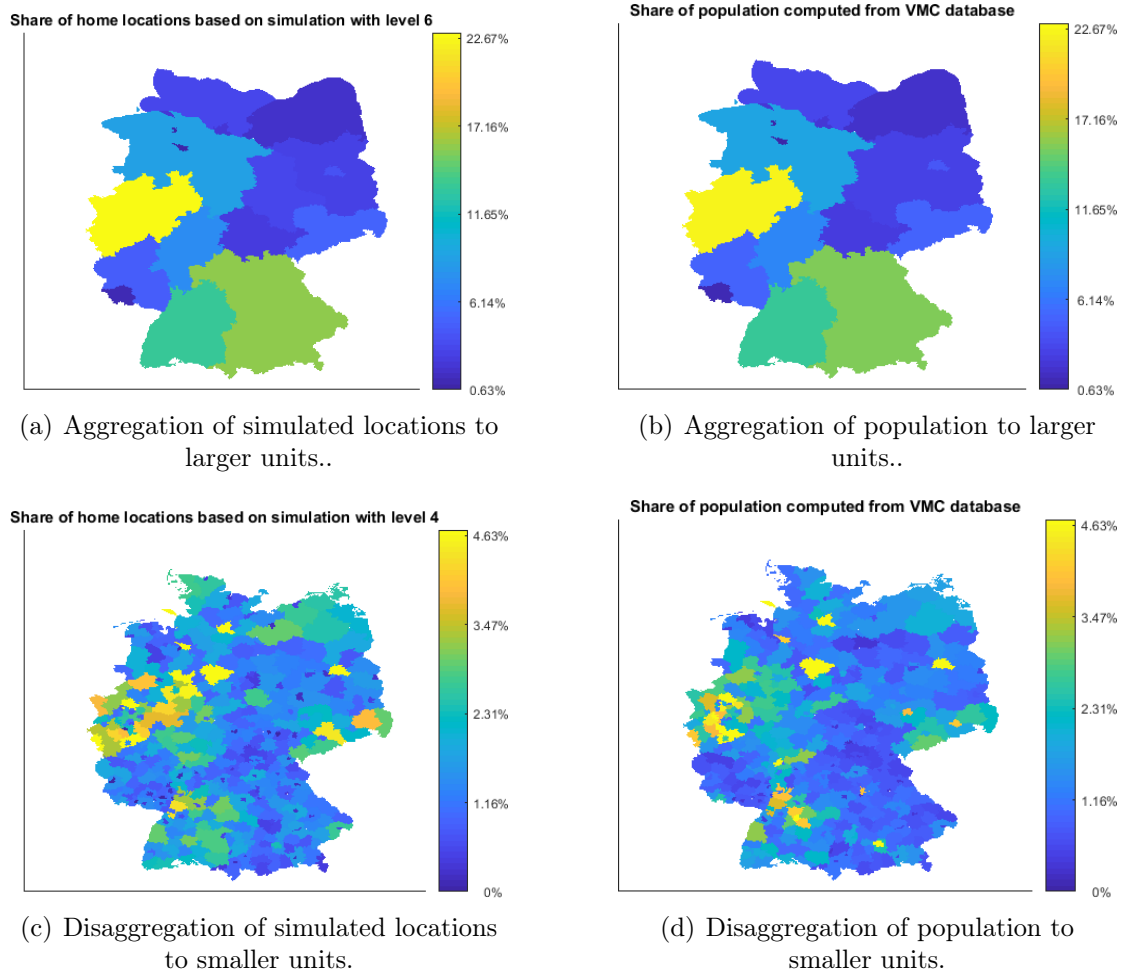 Share of home locations based on simulation with level 6
22.67%
17.16%
11.65%
6.14%
0.63%
(a) Aggregation of simulated locations to
larger units..
Share of population computed from VMC database
22.67%
17.16%
11.65%
6.14%
0.63%
(b) Aggregation of population to larger
units..
Share of home locations based on simulation with level 4
4.63%
3.47%
2.31%
1.16%
0%
(c) Disaggregation of simulated locations
to smaller units.
Share of population computed from VMC database
4.63%
3.47%
2.31%
1.16%
0%
(d) Disaggregation of population to
smaller units.